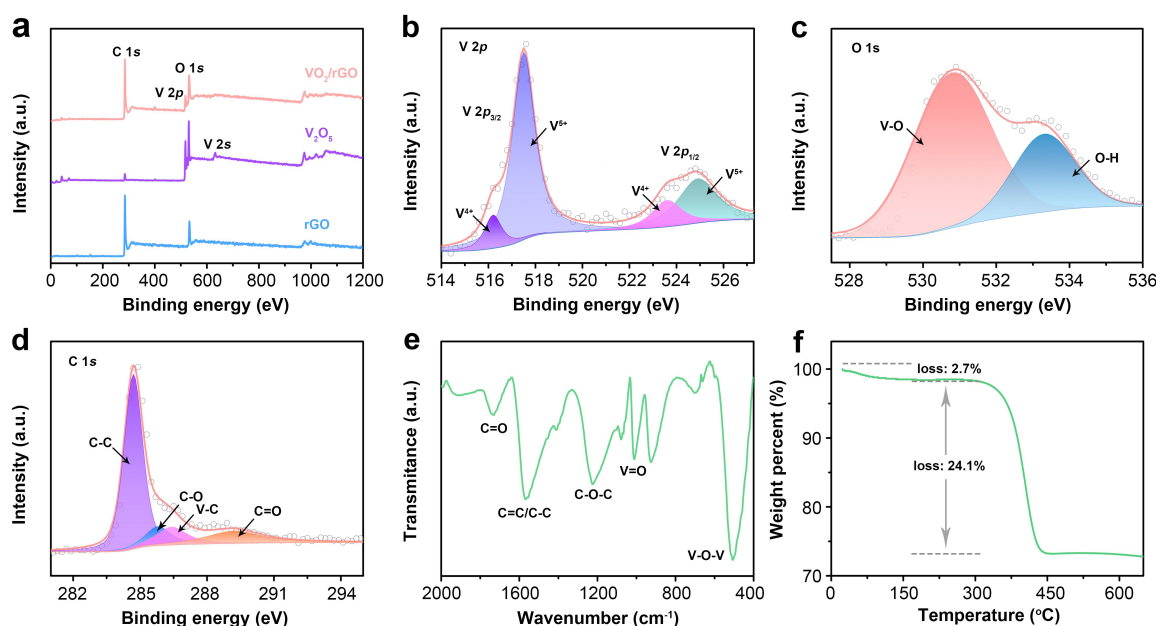 a
C 1s
O 1s
V 2p
VO2/rGO
V 2s
V2O5
rGO
Intensity (a.u.)
0 200 400 600 800 1000 1200
Binding energy (eV)
b
V 2p
V 2p3/2
V5+
V 2p1/2
V4+
V5+
V4+
Intensity (a.u.)
514 516 518 520 522 524 526
Binding energy (eV)
c
O 1s
V-O
O-H
Intensity (a.u.)
528 530 532 534 536
Binding energy (eV)
d
C 1s
C-C
C-O
V-C
C=O
Intensity (a.u.)
282 285 288 291 294
Binding energy (eV)
e
C=O
C=C/C-C
C-O-C
V=O
V-O-V
Transmitance (a.u.)
2000 1600 1200 800 400
Wavenumber (cm-1)
f
100
90
80
70
loss: 2.7%
loss: 24.1%
Weight percent (%)
0 150 300 450 600
Temperature (oC)